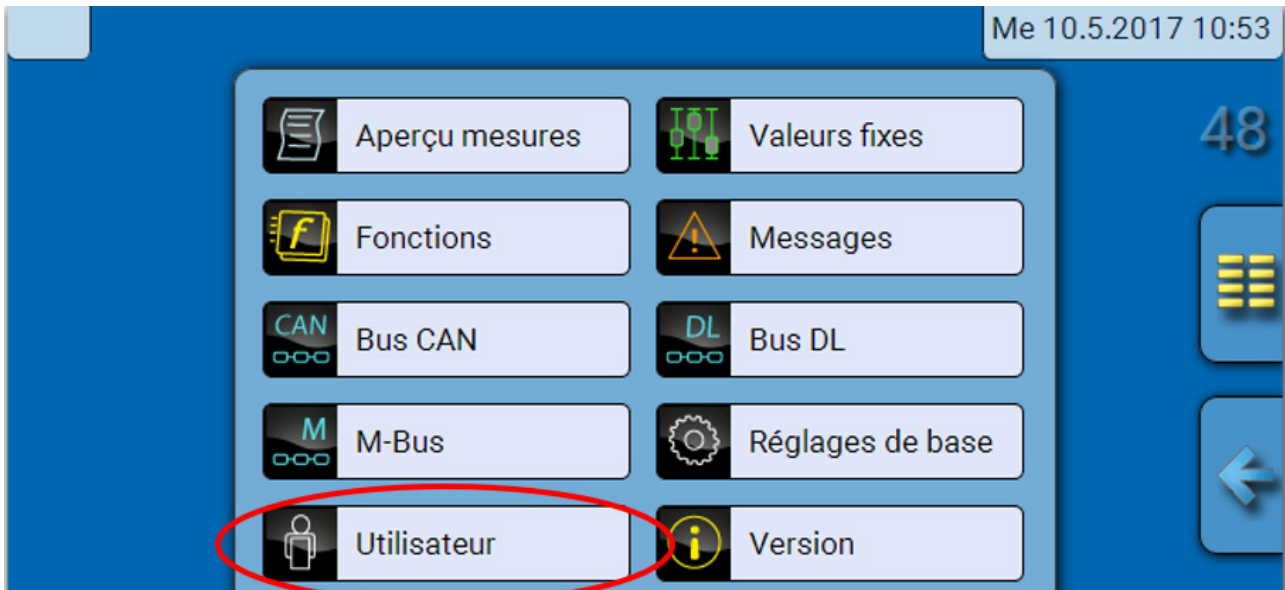 Me 10.5.2017 10:53
Aperçu mesures
Valeurs fixes
48
f Fonctions
Messages
CAN Bus CAN
DL Bus DL
M M-Bus
Réglages de base
Utilisateur
i Version